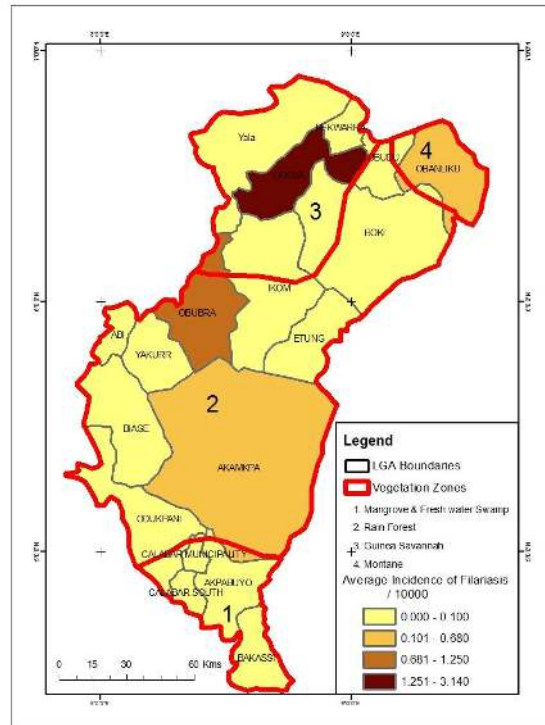 Yala
BEKWARRA
OBUDU
4
OBANLIKU
3
BOKI
IKOM
OBUBRA
ETUNG
ABI
YAKURR
2
BIASE
AKAMKPA
ODUKPANI
CALABAR MUNICIPALITY
AKPABUYO
CALABAR SOUTH
1
BAKASSI
0 15 30 60 Kms
Legend
LGA Boundaries
Vegetation Zones
1. Mangrove & Fresh water Swamp
2. Rain Forest
3. Guinea Savannah
4. Montane
Average Incidence of Filariasis
/ 10000
0.000 - 0.100
0.101 - 0.680
0.681 - 1.250
1.251 - 3.140